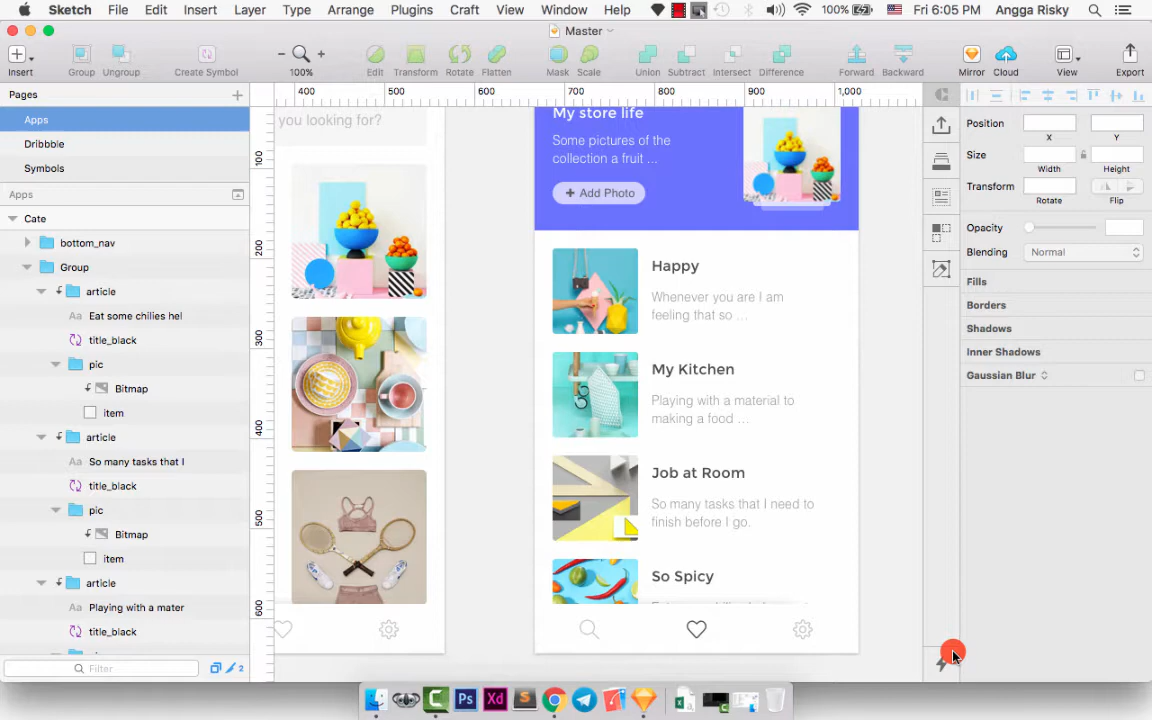 Sketch File Edit Insert Layer Type Arrange Plugins Craft View Window Help 100% Fri 6:05 PM Angga Risky
Master
Insert Group Ungroup Create Symbol 100% Edit Transform Rotate Flatten Mask Scale Union Subtract Intersect Difference Forward Backward Mirror Cloud View Export
Pages
Apps
Dribbble
Symbols
Apps
Cate
bottom_nav
Group
article
Aa Eat some chilies hel
title_black
pic
Bitmap
item
article
Aa So many tasks that I
title_black
pic
Bitmap
item
article
Aa Playing with a mater
title_black
Filter
2
400 500 600 700 800 900 1,000
100
200
300
400
500
600
you looking for?
My store life
Some pictures of the
collection a fruit ...
+ Add Photo
Happy
Whenever you are I am
feeling that so ...
My Kitchen
Playing with a material to
making a food ...
Job at Room
So many tasks that I need to
finish before I go.
So Spicy
Position
X Y
Size
Width Height
Transform
Rotate Flip
Opacity
Blending Normal
Fills
Borders
Shadows
Inner Shadows
Gaussian Blur
Ps Xd S